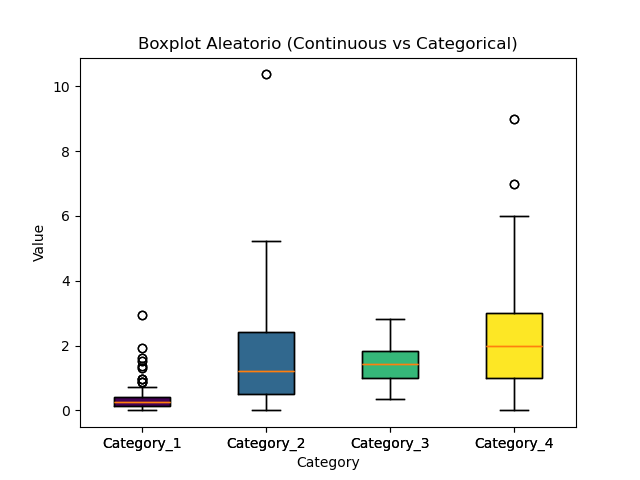 Boxplot Aleatorio (Continuous vs Categorical)
Value
10
8
6
4
2
0
Category_1 Category_2 Category_3 Category_4
Category